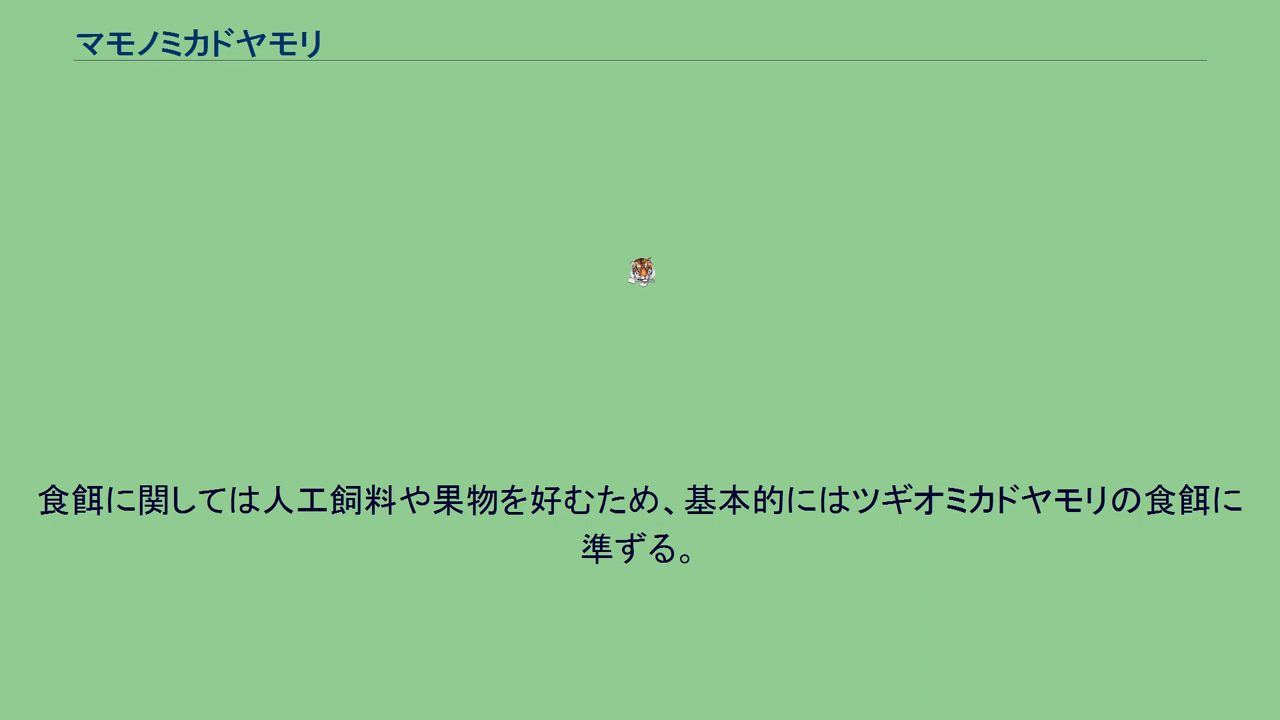 マモノミカドヤモリ
食餌に関しては人工飼料や果物を好むため、基本的にはツギオミカドヤモリの食餌に
準ずる。